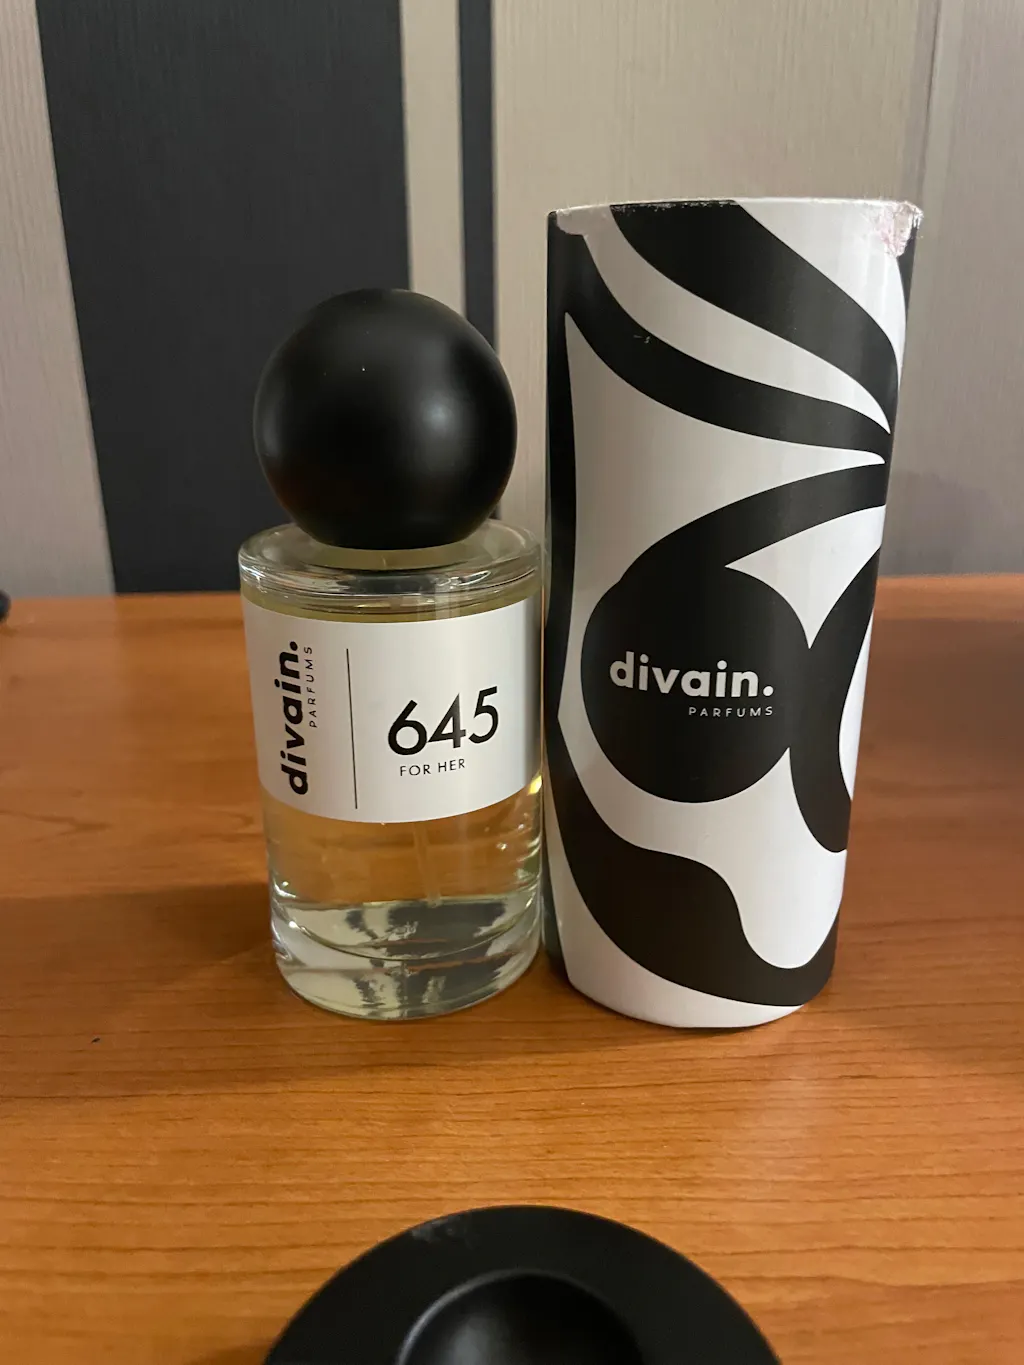 divain.
PARFUMS
645
FOR HER
divain.
PARFUMS